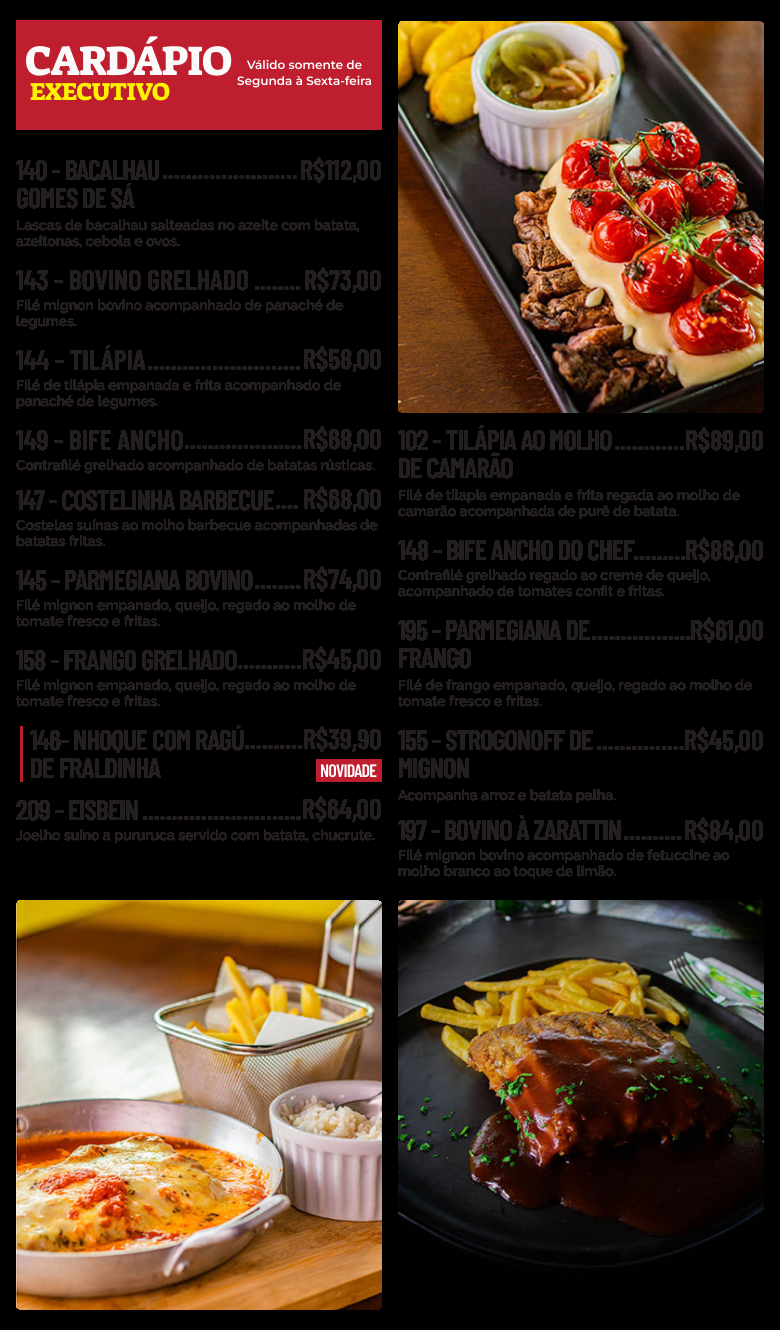 CARDÁPIO
EXECUTIVO
Válido somente de
Segunda à Sexta-feira
140 - BACALHAU.......................R$112,00
GOMES DE SÁ
Lascas de bacalhau salteadas no azeite com batata,
azeitonas, cebola e ovos.
143 - BOVINO GRELHADO ........R$73,00
Filé mignon bovino acompanhado de panaché de
legumes.
144 - TILÁPIA..........................R$58,00
Filé de tilápia empanada e frita acompanhado de
panaché de legumes.
149 - BIFE ANCHO....................R$68,00
Contrafilé grelhado acompanhado de batatas rústicas.
147 - COSTELINHA BARBECUE.... R$68,00
Costelas suínas ao molho barbecue acompanhadas de
batatas fritas.
145 - PARMEGIANA BOVINO........R$74,00
Filé mignon empanado, queijo, regado ao molho de
tomate fresco e fritas.
158 - FRANGO GRELHADO...........R$45,00
Filé mignon empanado, queijo, regado ao molho de
tomate fresco e fritas.
146- NHOQUE COM RAGÚ..........R$39,90
DE FRALDINHA
NOVIDADE
209 - EISBEIN ...........................R$64,00
Joelho suíno a pururuca servido com batata, chucrute.
102 - TILÁPIA AO MOLHO............R$89,00
DE CAMARÃO
Filé de tilapia empanada e frita regada ao molho de
camarão acompanhada de purê de batata.
148 - BIFE ANCHO DO CHEF.........R$86,00
Contrafilé grelhado regado ao creme de queijo,
acompanhado de tomates confit e fritas.
195 - PARMEGIANA DE.................R$61,00
FRANGO
Filé de frango empanado, queijo, regado ao molho de
tomate fresco e fritas.
155 - STROGONOFF DE ...............R$45,00
MIGNON
Acompanha arroz e batata palha.
197 - BOVINO À ZARATTIN..........R$84,00
Filé mignon bovino acompanhado de fetuccine ao
molho branco ao toque de limão.